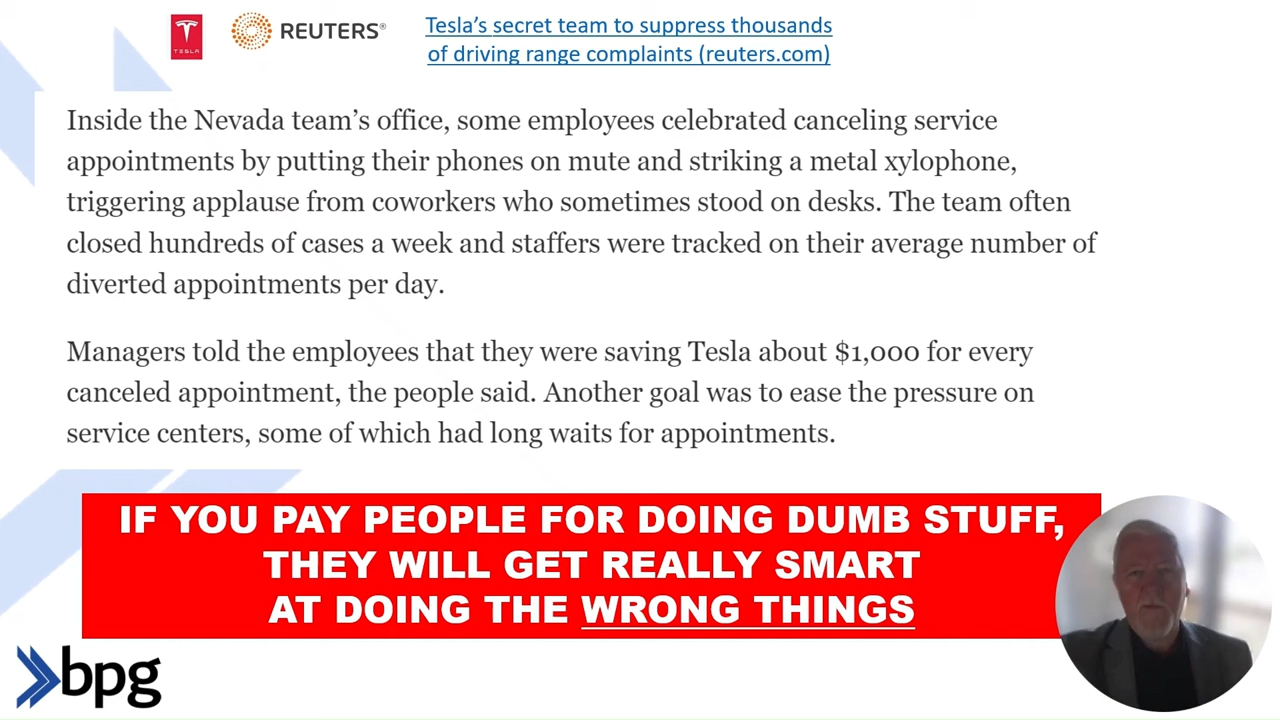 TESLA
REUTERS®
Tesla's secret team to suppress thousands
of driving range complaints (reuters.com)
Inside the Nevada team's office, some employees celebrated canceling service
appointments by putting their phones on mute and striking a metal xylophone,
triggering applause from coworkers who sometimes stood on desks. The team often
closed hundreds of cases a week and staffers were tracked on their average number of
diverted appointments per day.
Managers told the employees that they were saving Tesla about $1,000 for every
canceled appointment, the people said. Another goal was to ease the pressure on
service centers, some of which had long waits for appointments.
IF YOU PAY PEOPLE FOR DOING DUMB STUFF,
THEY WILL GET REALLY SMART
AT DOING THE WRONG THINGS
bpg